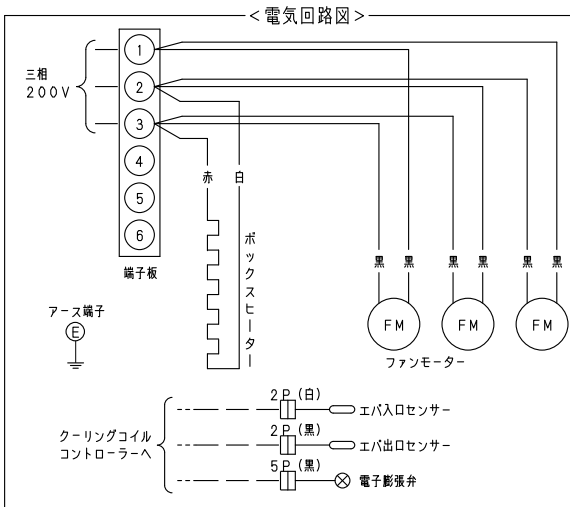 <電気回路図>
三相
200V
1
2
3
4
5
6
端子板
赤 白
ボックスヒーター
黒 黒 黒 黒 黒 黒
FM FM FM
ファンモーター
アース端子
E
クーリングコイル
コントローラーへ
2P(白)
エバ入口センサー
2P(黒)
エバ出口センサー
5P(黒)
電子膨張弁